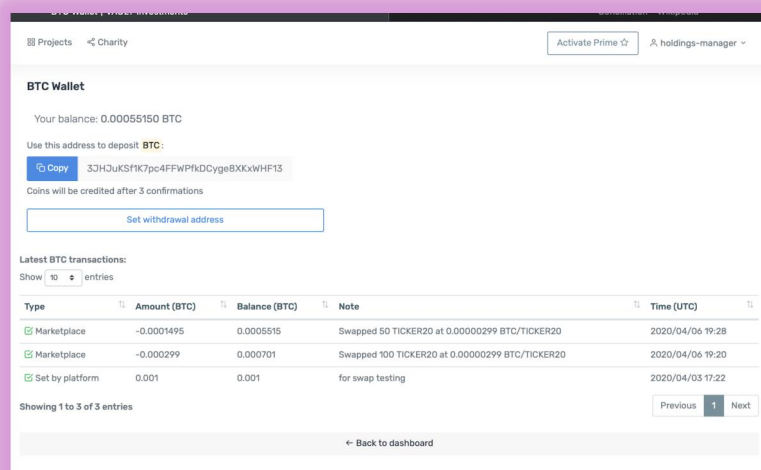 Projects Charity Activate Prime holdings-manager
BTC Wallet
Your balance: 0.00055150 BTC
Use this address to deposit BTC:
Copy 3JHJuKSf1K7pc4FFWPfkDCyge8XKxWHF13
Coins will be credited after 3 confirmations
Set withdrawal address
Latest BTC transactions:
Show 10 entries
Type Amount (BTC) Balance (BTC) Note Time (UTC)
Marketplace -0.0001495 0.0005515 Swapped 50 TICKER20 at 0.00000299 BTC/TICKER20 2020/04/06 19:28
Marketplace -0.000299 0.000701 Swapped 100 TICKER20 at 0.00000299 BTC/TICKER20 2020/04/06 19:20
Set by platform 0.001 0.001 for swap testing 2020/04/03 17:22
Showing 1 to 3 of 3 entries Previous 1 Next
← Back to dashboard